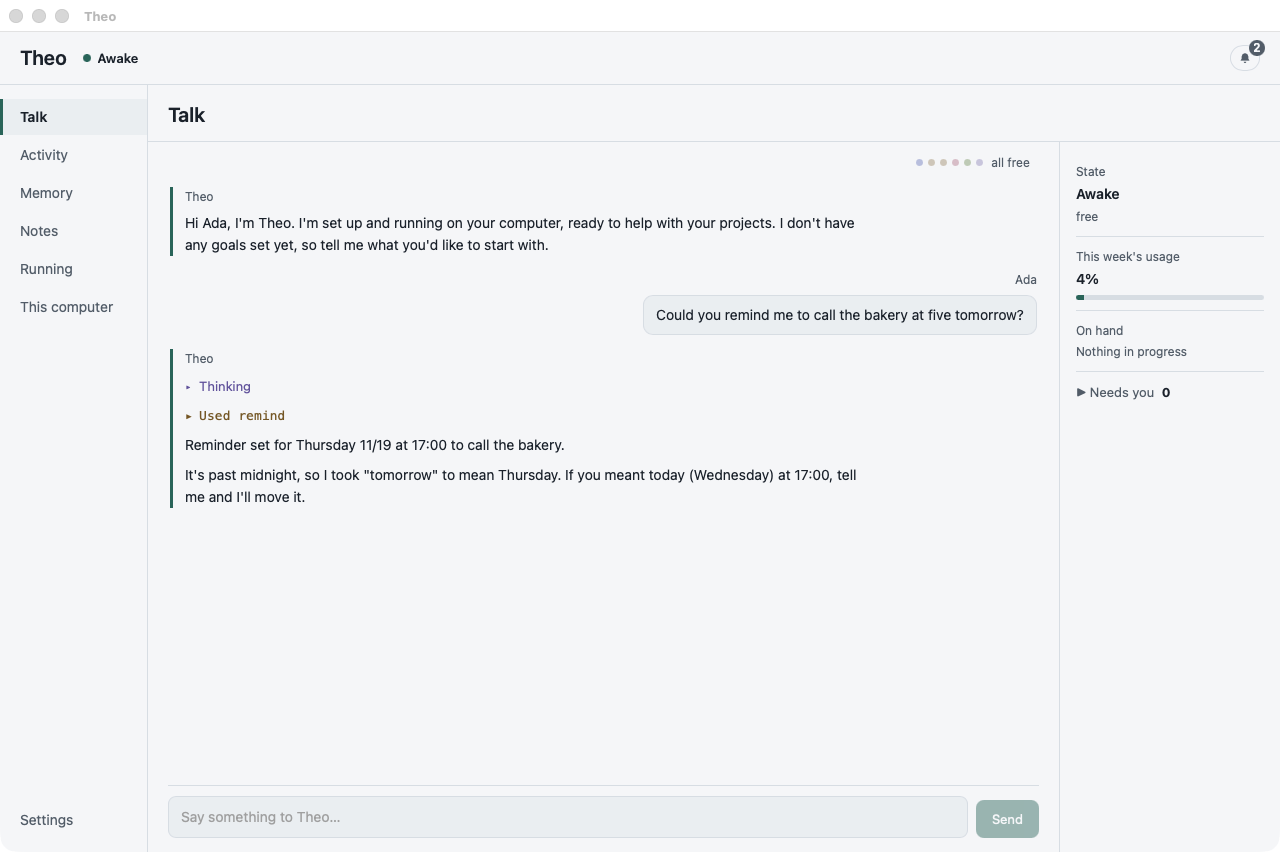 Theo
Theo
Awake
2
Talk
Activity
Memory
Notes
Running
This computer
Settings
Talk
all free
Theo
Hi Ada, I'm Theo. I'm set up and running on your computer, ready to help with your projects. I don't have
any goals set yet, so tell me what you'd like to start with.
Ada
Could you remind me to call the bakery at five tomorrow?
Theo
Thinking
Used remind
Reminder set for Thursday 11/19 at 17:00 to call the bakery.
It's past midnight, so I took "tomorrow" to mean Thursday. If you meant today (Wednesday) at 17:00, tell
me and I'll move it.
Say something to Theo...
Send
State
Awake
free
This week's usage
4%
On hand
Nothing in progress
Needs you 0